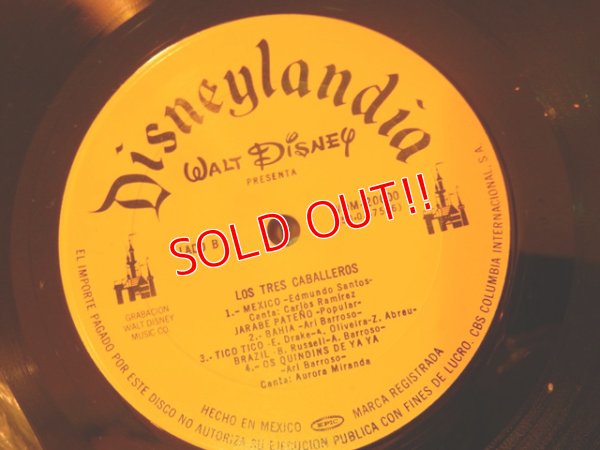 Disneylandia
WALT DISNEY
PRESENTA
LADO B
SOLD OUT!!
LOS TRES CABALLEROS
1.- MEXICO -Edmundo Santos-
Canta: Carlos Ramirez
JARABE PATEÑO -Popular-
2.- BAHIA -Ari Barroso-
3.- TICO TICO -E. Drake-A. Oliveira-Z. Abreu-
BRAZIL -B. Russell-A. Barroso-
4.- OS QUINDINS DE YA YA
-Ari Barroso-
Canta: Aurora Miranda
GRABACION
WALT DISNEY
MUSIC CO.
HECHO EN MEXICO
EPIC
MARCA REGISTRADA
EL IMPORTE PAGADO POR ESTE DISCO NO AUTORIZA SU EJECUCION PUBLICA CON FINES DE LUCRO. CBS COLUMBIA INTERNACIONAL, S.A.